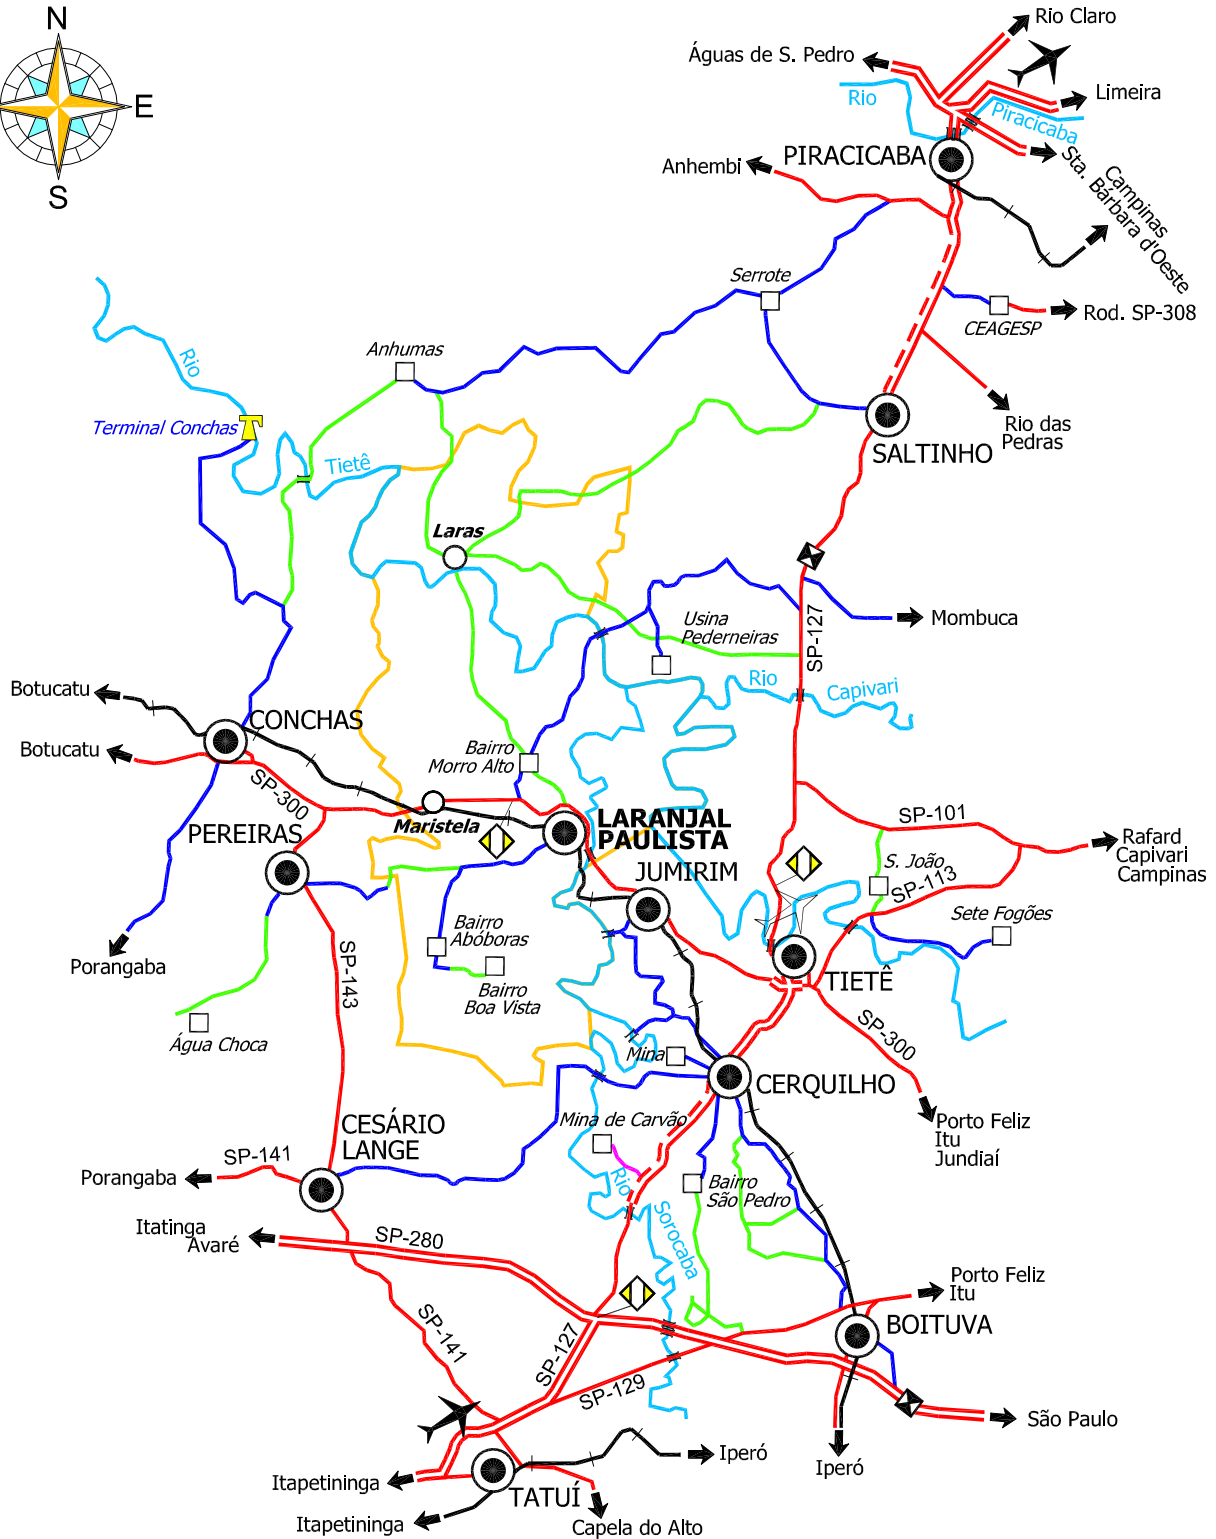 N
E
S
Rio Claro
Águas de S. Pedro
Limeira
Rio
Piracicaba
PIRACICABA
Anhembi
Sta. Bárbara d'Oeste
Campinas
Serrote
CEAGESP
Rod. SP-308
Rio
Anhumas
Terminal Conchas
Tietê
Rio das
Pedras
SALTINHO
Laras
Usina
Pederneiras
SP-127
Mombuca
Rio
Capivari
Botucatu
CONCHAS
Botucatu
Bairro
Morro Alto
SP-300
Maristela
PEREIRAS
LARANJAL
PAULISTA
JUMIRIM
SP-101
Rafard
Capivari
Campinas
S. João
SP-113
Sete Fogões
Bairro
Abóboras
Porangaba
SP-143
Bairro
Boa Vista
TIETÊ
Água Choca
SP-300
Mina
CERQUILHO
Porto Feliz
Itu
Jundiaí
CESÁRIO
LANGE
Mina de Carvão
SP-141
Porangaba
Rio
Sorocaba
Bairro
São Pedro
Itatinga
Avaré
SP-280
Porto Feliz
Itu
SP-141
SP-127
BOITUVA
SP-129
São Paulo
Iperó
Iperó
Itapetininga
TATUÍ
Itapetininga
Capela do Alto